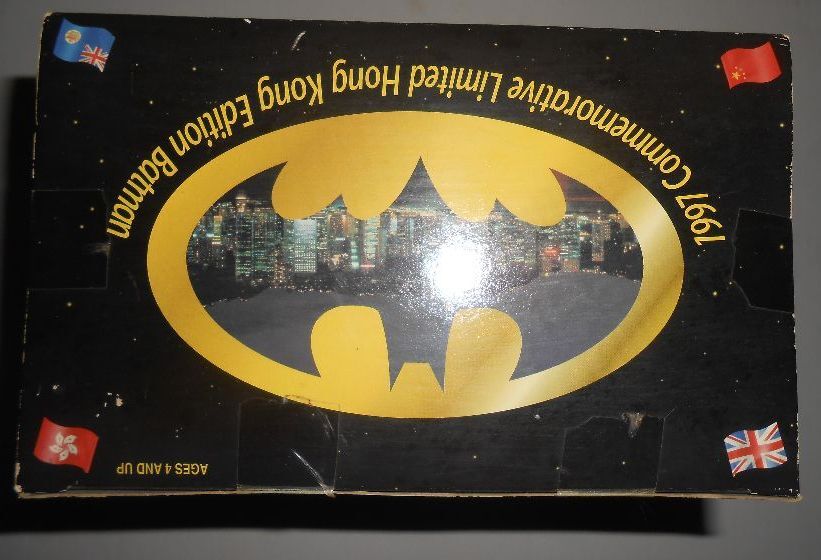 1997 Commemorative Limited Hong Kong Edition Batman
AGES 4 AND UP